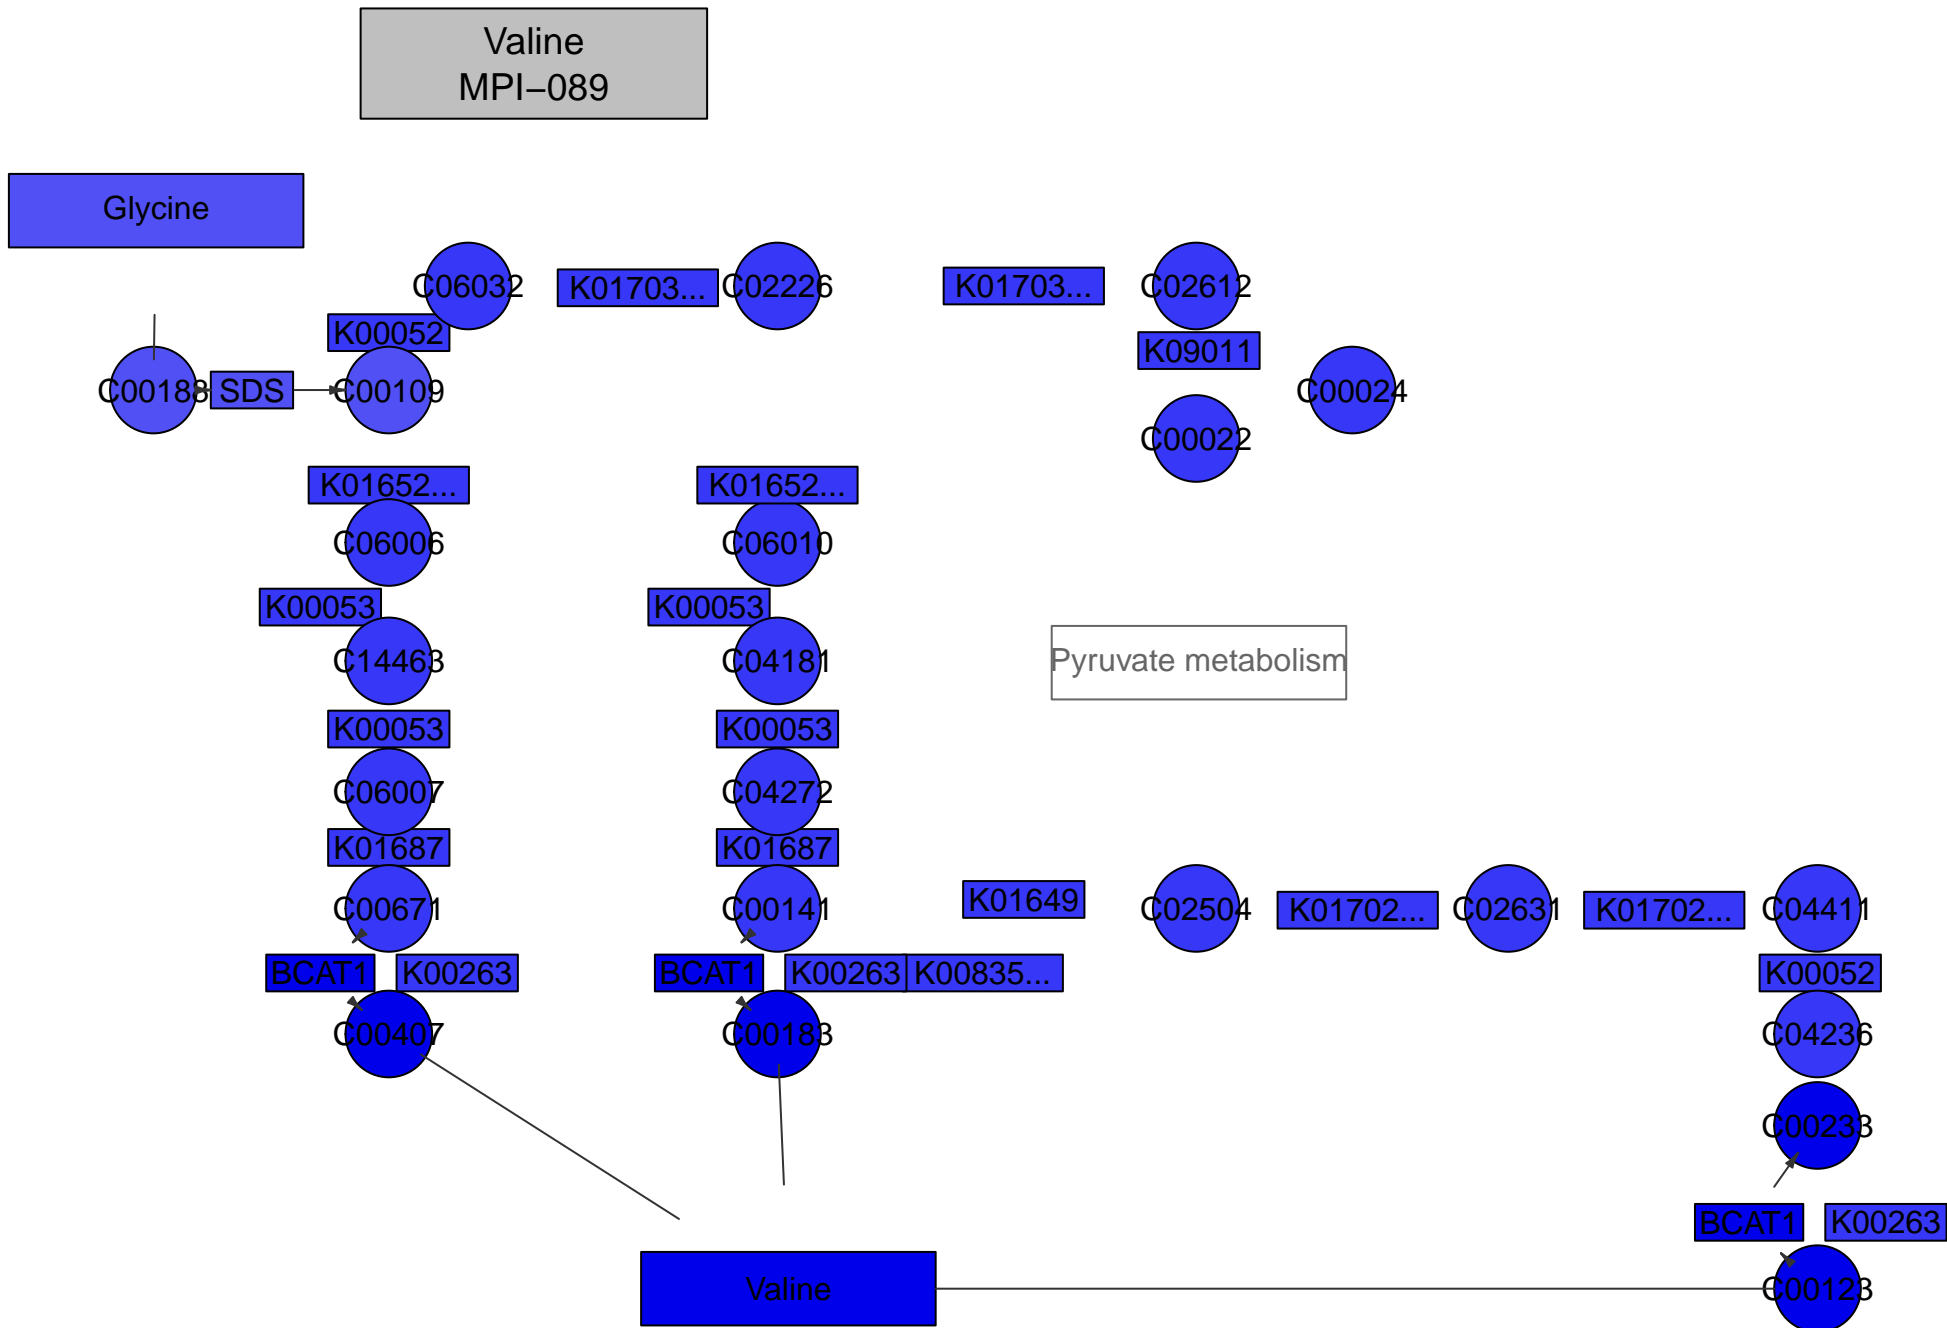 Valine
MPI−089
Glycine
C06032
K01703...
C02226
K01703...
C02612
K00052
K09011
C00188
SDS
C00109
C00024
C00022
K01652...
K01652...
C06006
C06010
K00053
K00053
C14463
C04181
Pyruvate metabolism
K00053
K00053
C06007
C04272
K01687
K01687
C00671
C00141
K01649
C02504
K01702...
C02631
K01702...
C04411
BCAT1
K00263
BCAT1
K00263
K00835...
K00052
C00407
C00183
C04236
C00233
BCAT1
K00263
Valine
C00123